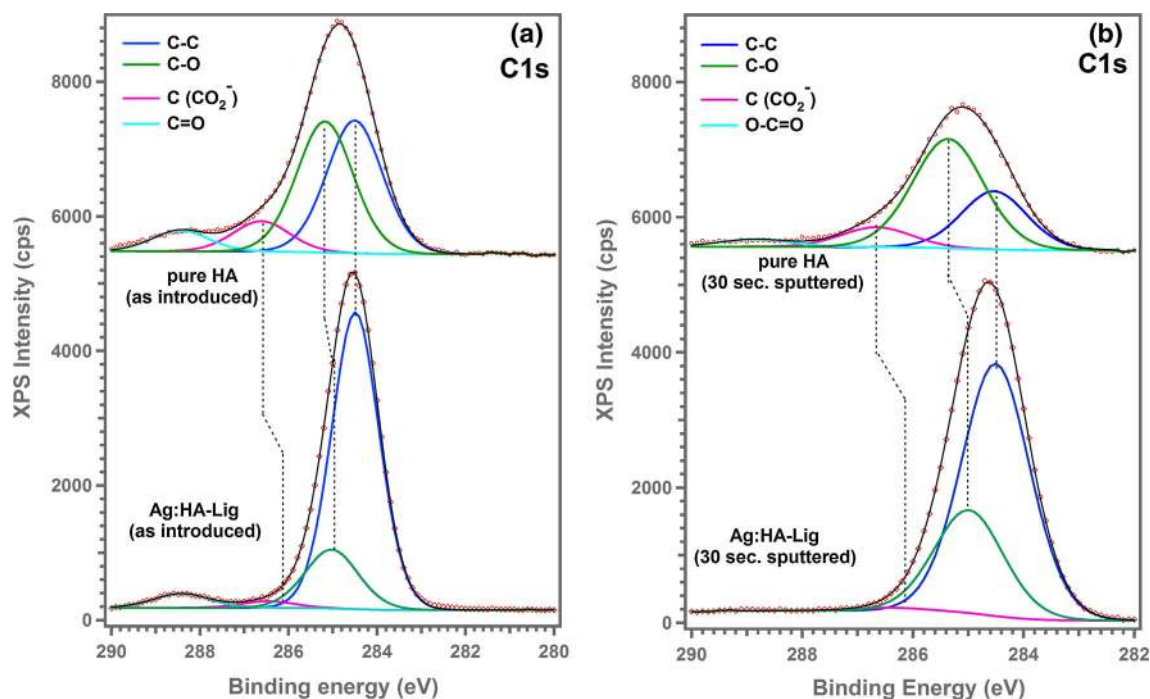 (a)
C1s
C-C
C-O
C (CO₂⁻)
C=O
8000
6000
4000
2000
0
XPS Intensity (cps)
pure HA
(as introduced)
Ag:HA-Lig
(as introduced)
290
288
286
284
282
280
Binding energy (eV)
(b)
C1s
C-C
C-O
C (CO₂⁻)
O-C=O
8000
6000
4000
2000
0
XPS Intensity (cps)
pure HA
(30 sec. sputtered)
Ag:HA-Lig
(30 sec. sputtered)
290
288
286
284
282
Binding Energy (eV)